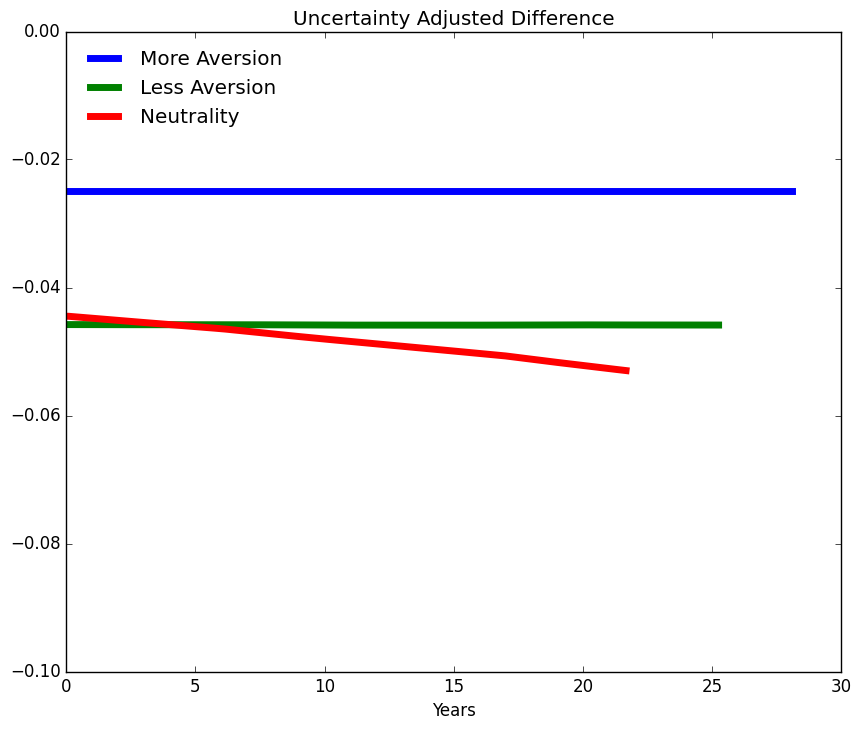 Uncertainty Adjusted Difference
0.00
More Aversion
Less Aversion
Neutrality
−0.02
−0.04
−0.06
−0.08
−0.10
0 5 10 15 20 25 30
Years